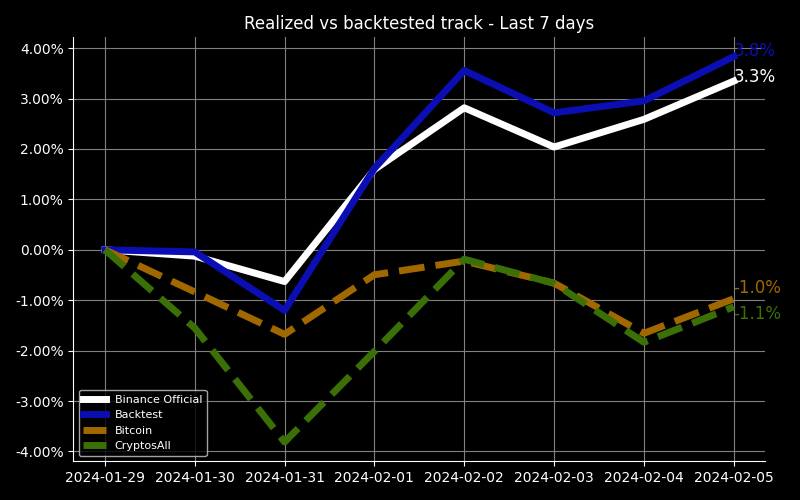 Realized vs backtested track - Last 7 days
4.00%
3.00%
2.00%
1.00%
0.00%
-1.00%
-2.00%
-3.00%
-4.00%
3.8%
3.3%
-1.0%
-1.1%
Binance Official
Backtest
Bitcoin
CryptosAll
2024-01-29 2024-01-30 2024-01-31 2024-02-01 2024-02-02 2024-02-03 2024-02-04 2024-02-05